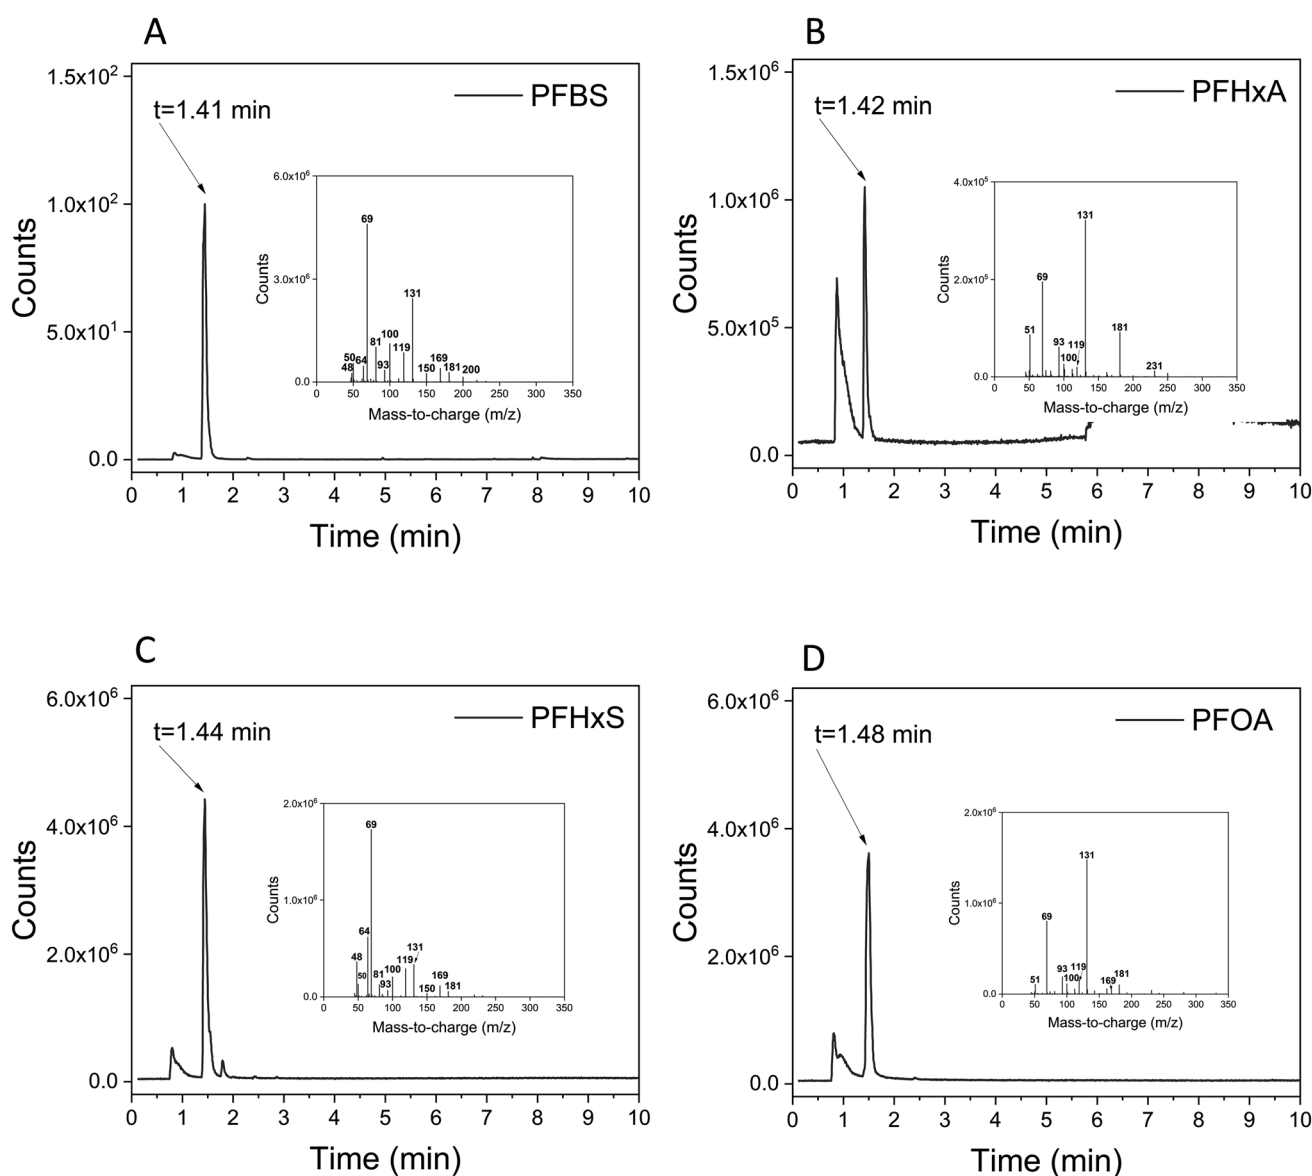 A
1.5x10²
PFBS
t=1.41 min
1.0x10²
5.0x10¹
0.0
Counts
0 1 2 3 4 5 6 7 8 9 10
Time (min)
6.0x10⁶
3.0x10⁶
0.0
Counts
69
131
100
81
119
50
64
48
93
150
169
181
200
0 50 100 150 200 250 300 350
Mass-to-charge (m/z)
B
1.5x10⁶
PFHxA
t=1.42 min
1.0x10⁶
5.0x10⁵
0.0
Counts
0 1 2 3 4 5 6 7 8 9 10
Time (min)
4.0x10⁵
2.0x10⁵
0.0
Counts
131
69
51
93
119
100
181
231
0 50 100 150 200 250 300 350
Mass-to-charge (m/z)
C
6.0x10⁶
PFHxS
t=1.44 min
4.0x10⁶
2.0x10⁶
0.0
Counts
0 1 2 3 4 5 6 7 8 9 10
Time (min)
2.0x10⁶
1.0x10⁶
0.0
Counts
69
64
48
50
81
93
100
119
131
150
169
181
0 50 100 150 200 250 300 350
Mass-to-charge (m/z)
D
6.0x10⁶
PFOA
t=1.48 min
4.0x10⁶
2.0x10⁶
0.0
Counts
0 1 2 3 4 5 6 7 8 9 10
Time (min)
2.0x10⁶
1.0x10⁶
0.0
Counts
131
69
51
93
100
119
169
181
0 50 100 150 200 250 300 350
Mass-to-charge (m/z)